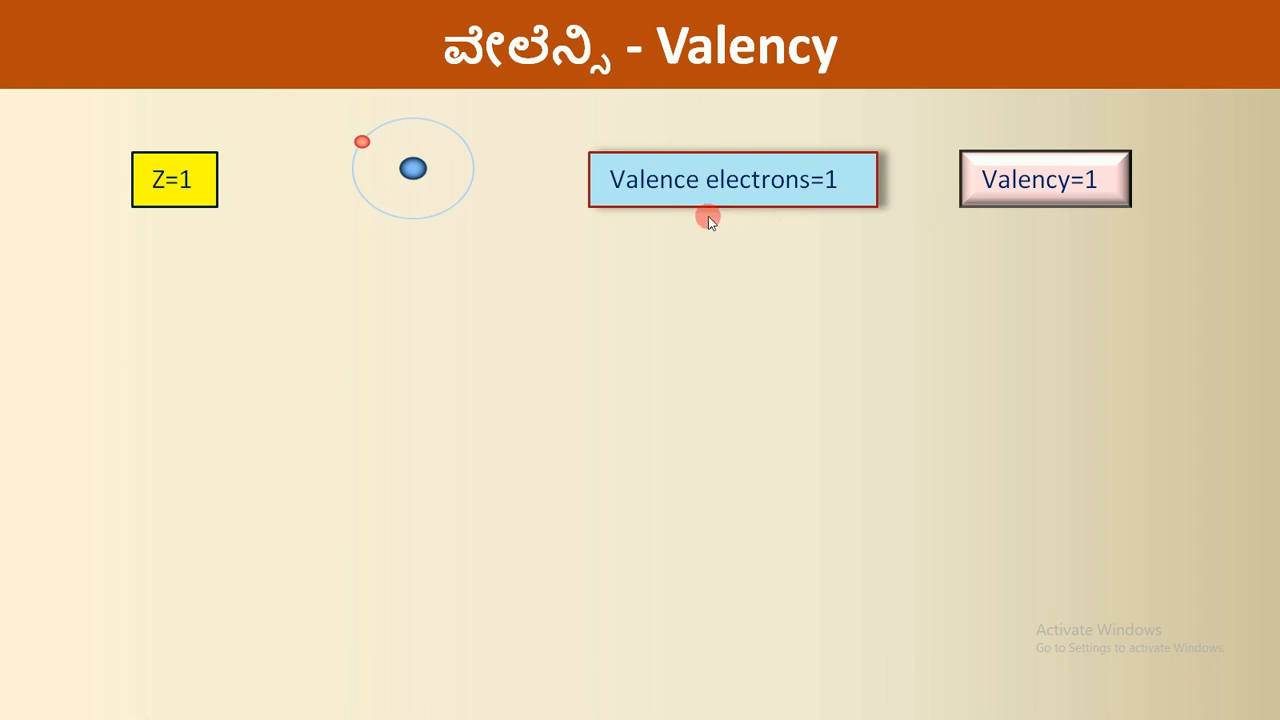 ವೇಲೆನ್ಸಿ - Valency
Z=1
Valence electrons=1
Valency=1
Activate Windows
Go to Settings to activate Windows.